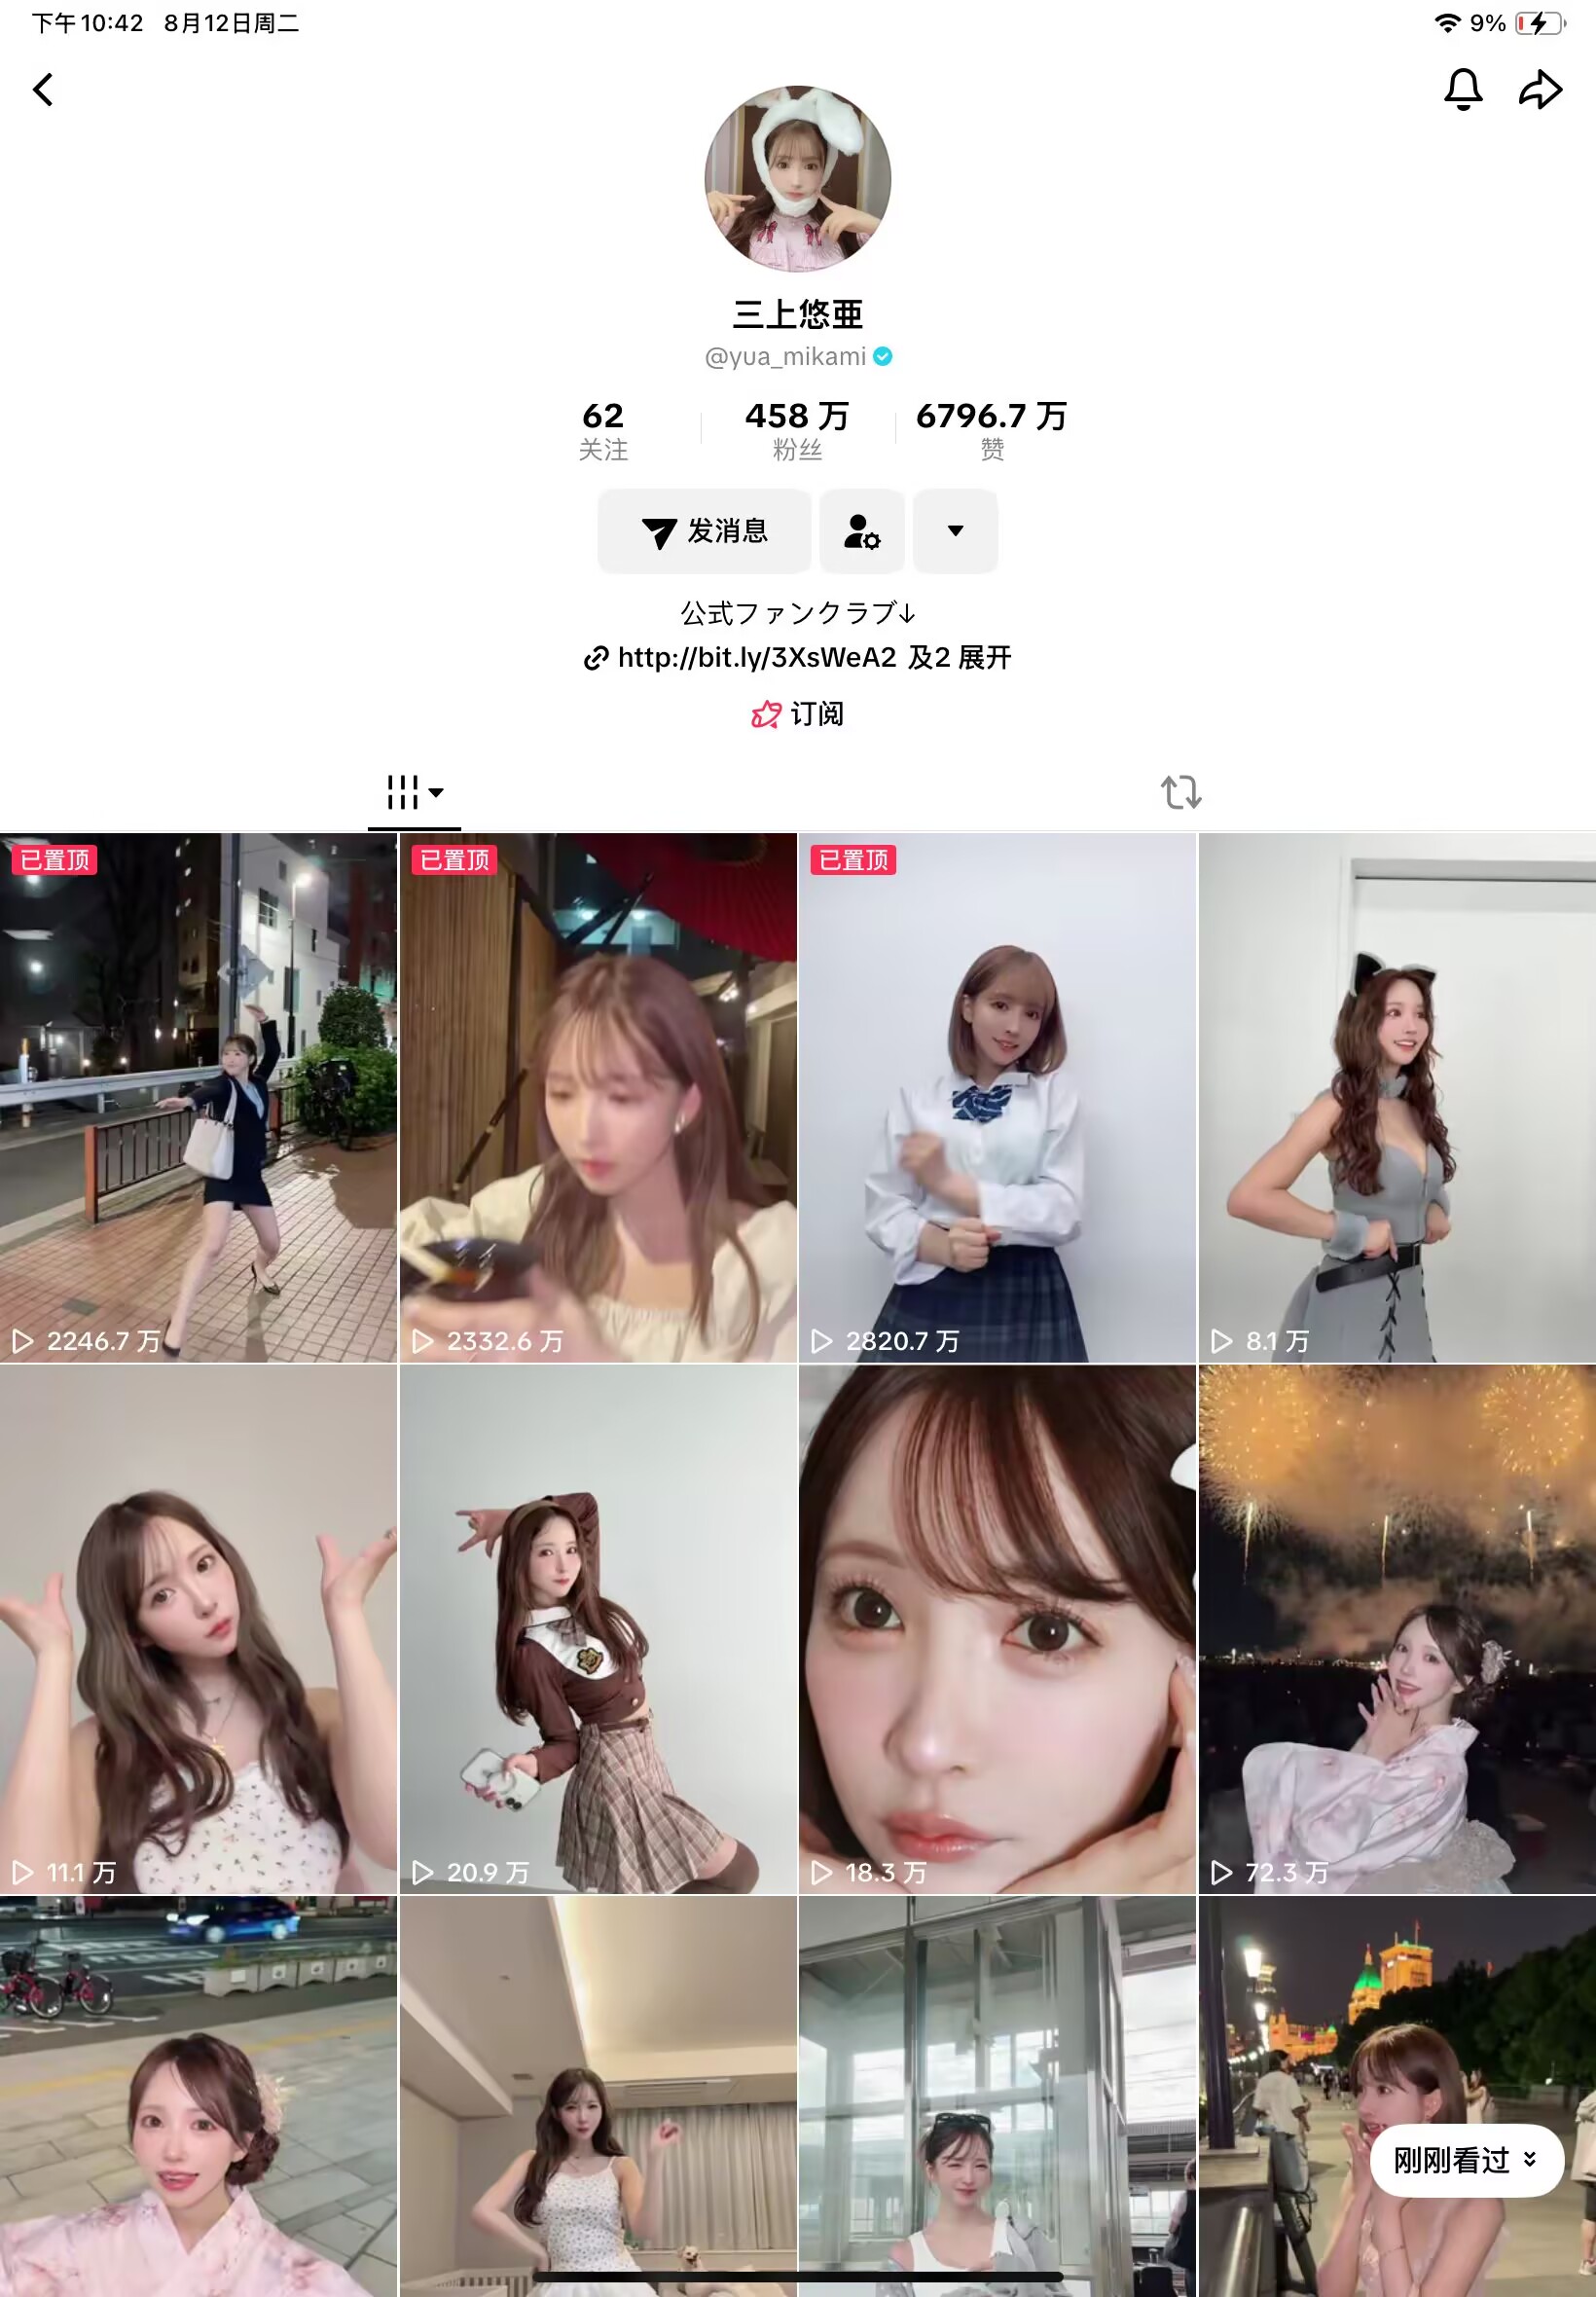 下午10:42 8月12日周二
9%
三上悠亜
@yua_mikami
62
关注
458 万
粉丝
6796.7 万
赞
发消息
公式ファンクラブ↓
http://bit.ly/3XsWeA2 及2 展开
订阅
已置顶
2246.7 万
已置顶
2332.6 万
已置顶
2820.7 万
8.1 万
11.1 万
20.9 万
18.3 万
72.3 万
刚刚看过